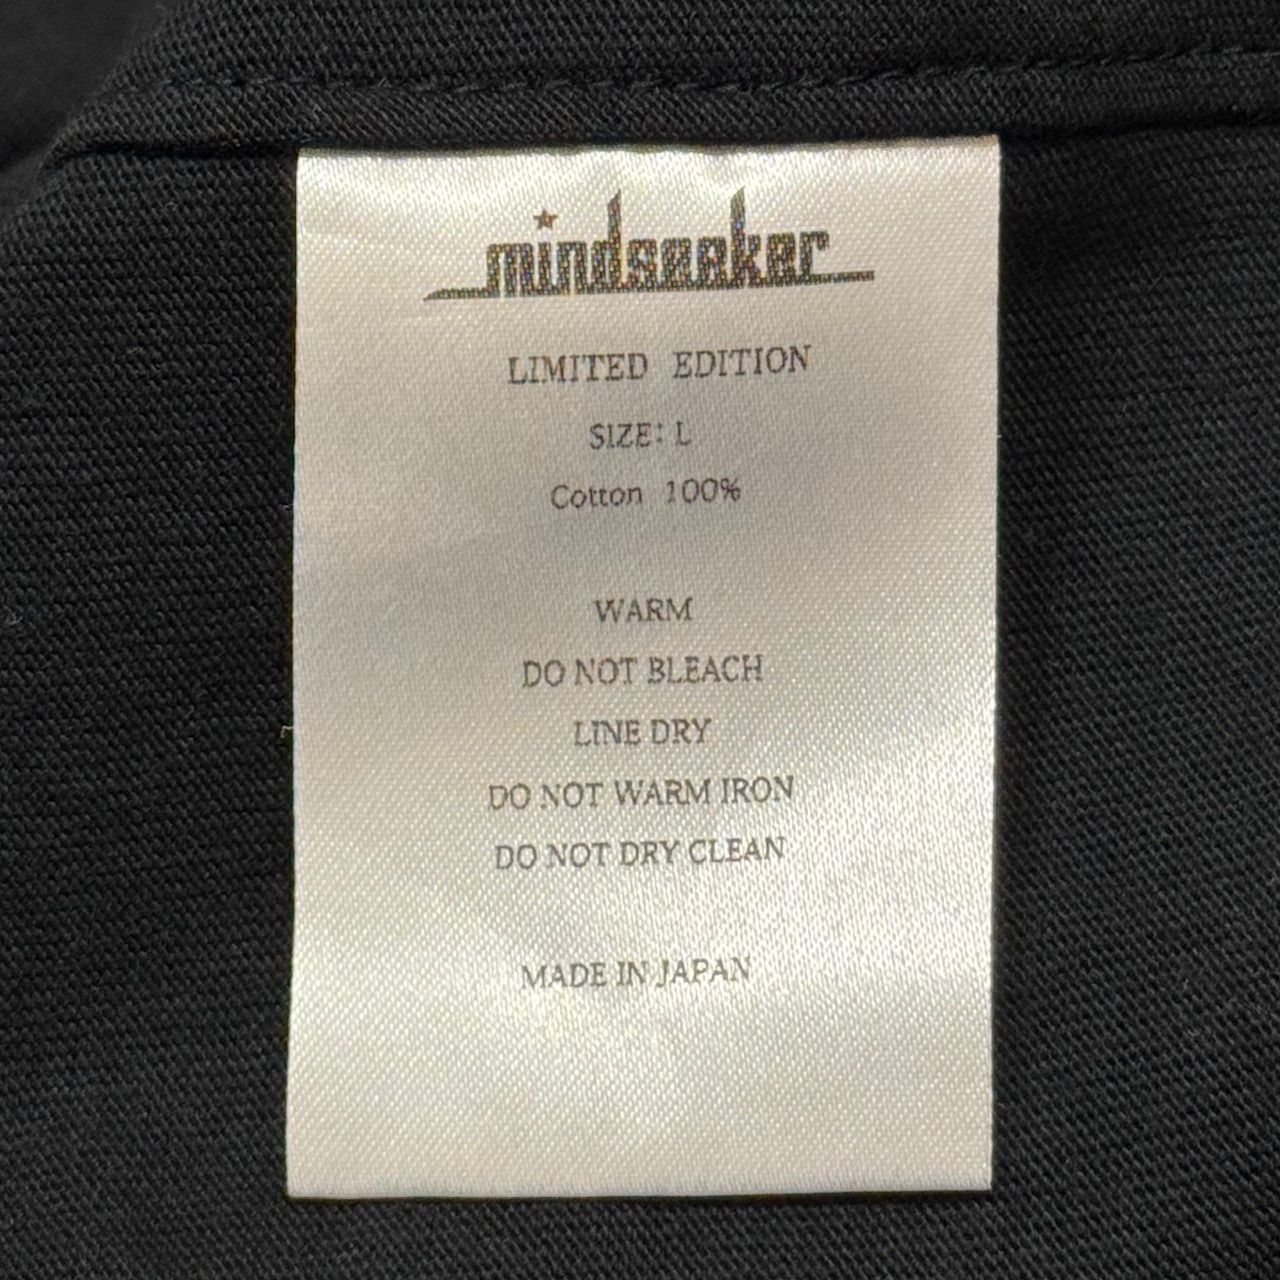 mindseeker
LIMITED EDITION
SIZE: L
Cotton 100%
WARM
DO NOT BLEACH
LINE DRY
DO NOT WARM IRON
DO NOT DRY CLEAN
MADE IN JAPAN